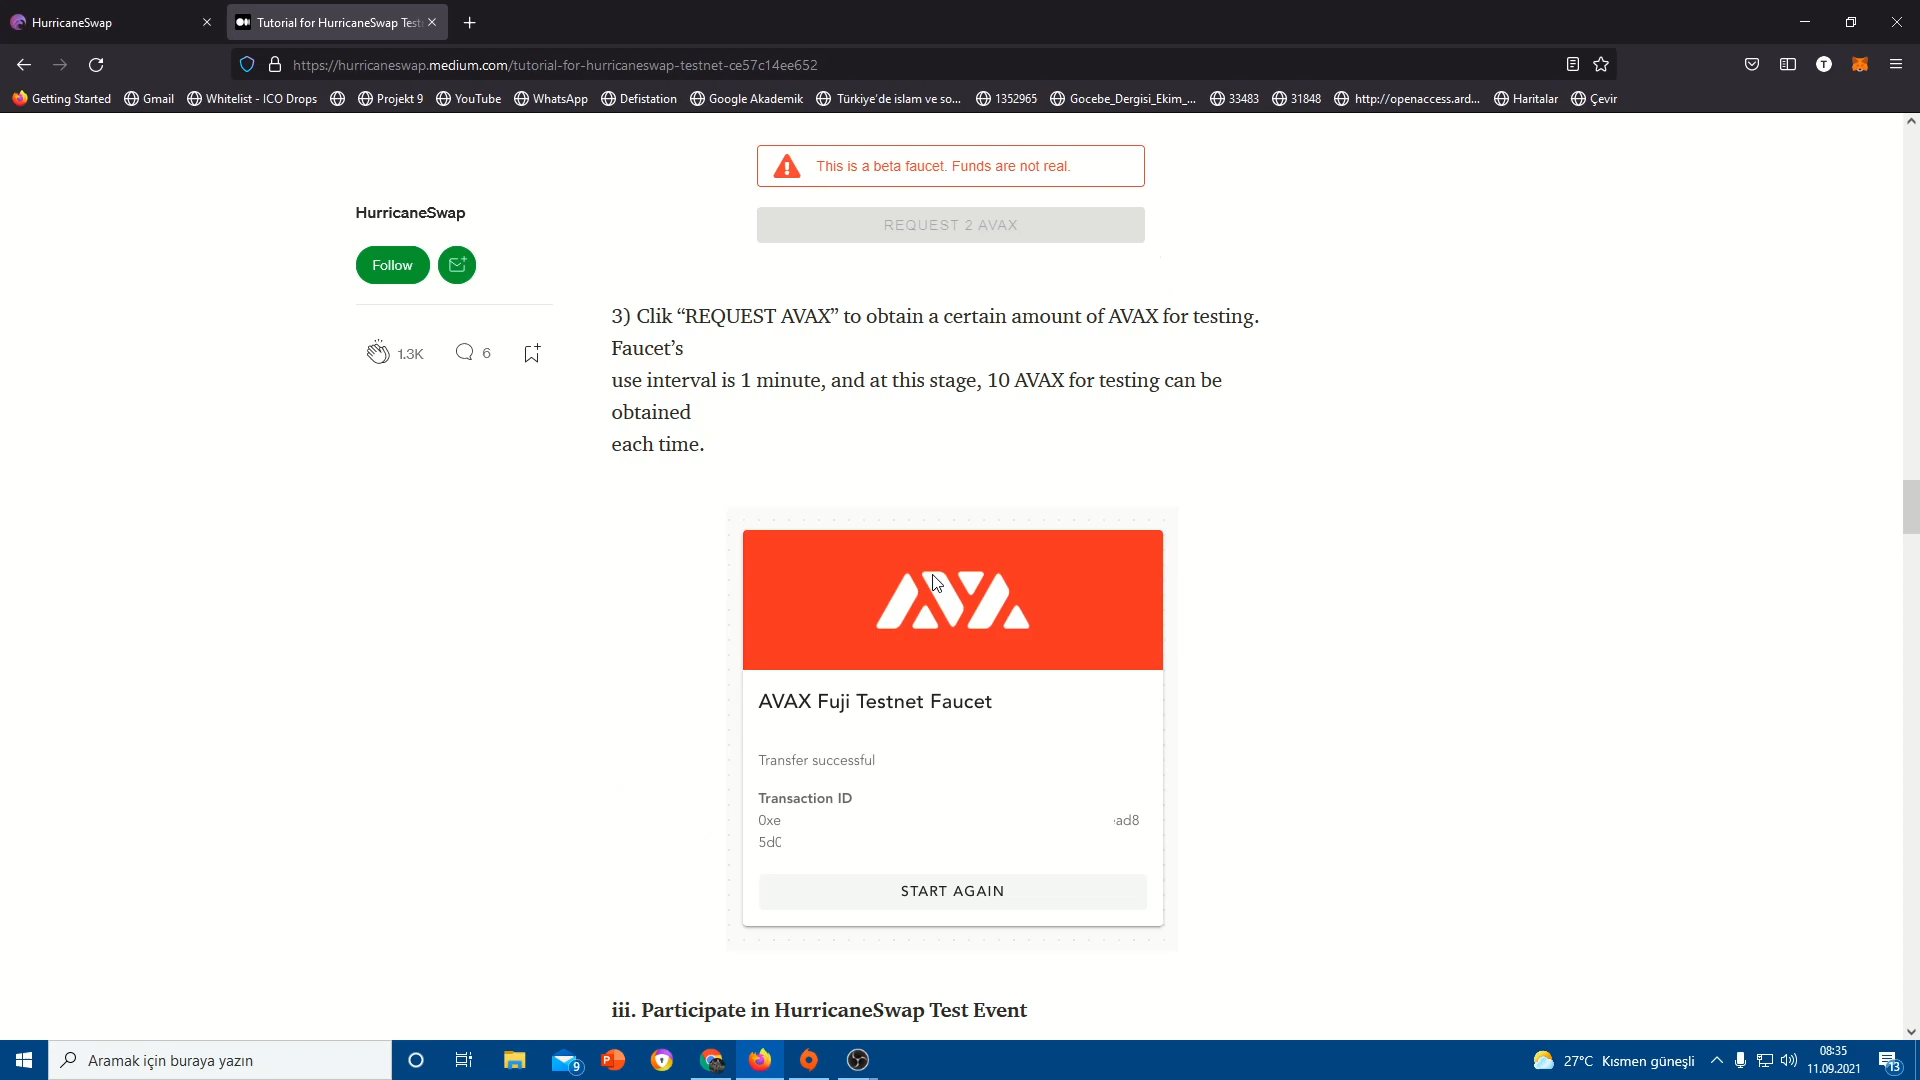 HurricaneSwap
Tutorial for HurricaneSwap Test
https://hurricaneswap.medium.com/tutorial-for-hurricaneswap-testnet-ce57c14ee652
Getting Started
Gmail
Whitelist - ICO Drops
Projekt 9
YouTube
WhatsApp
Defistation
Google Akademik
Türkiye'de islam ve so...
1352965
Gocebe_Dergisi_Ekim_...
33483
31848
http://openaccess.ard...
Haritalar
Çevir
This is a beta faucet. Funds are not real.
REQUEST 2 AVAX
HurricaneSwap
Follow
1.3K
6
3) Clik “REQUEST AVAX” to obtain a certain amount of AVAX for testing.
Faucet’s
use interval is 1 minute, and at this stage, 10 AVAX for testing can be
obtained
each time.
AVAX Fuji Testnet Faucet
Transfer successful
Transaction ID
0xe ad8
5d0
START AGAIN
iii. Participate in HurricaneSwap Test Event
Aramak için buraya yazın
9
27°C Kısmen güneşli
08:35
11.09.2021
13